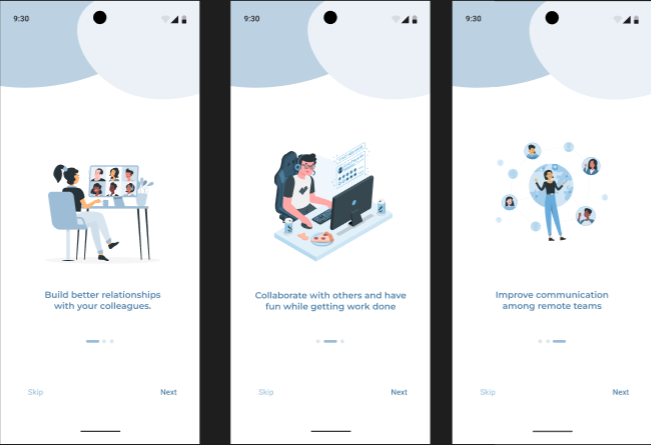 9:30
Build better relationships
with your colleagues.
Skip
Next
9:30
Collaborate with others and have
fun while getting work done
Skip
Next
9:30
Improve communication
among remote teams
Skip
Next